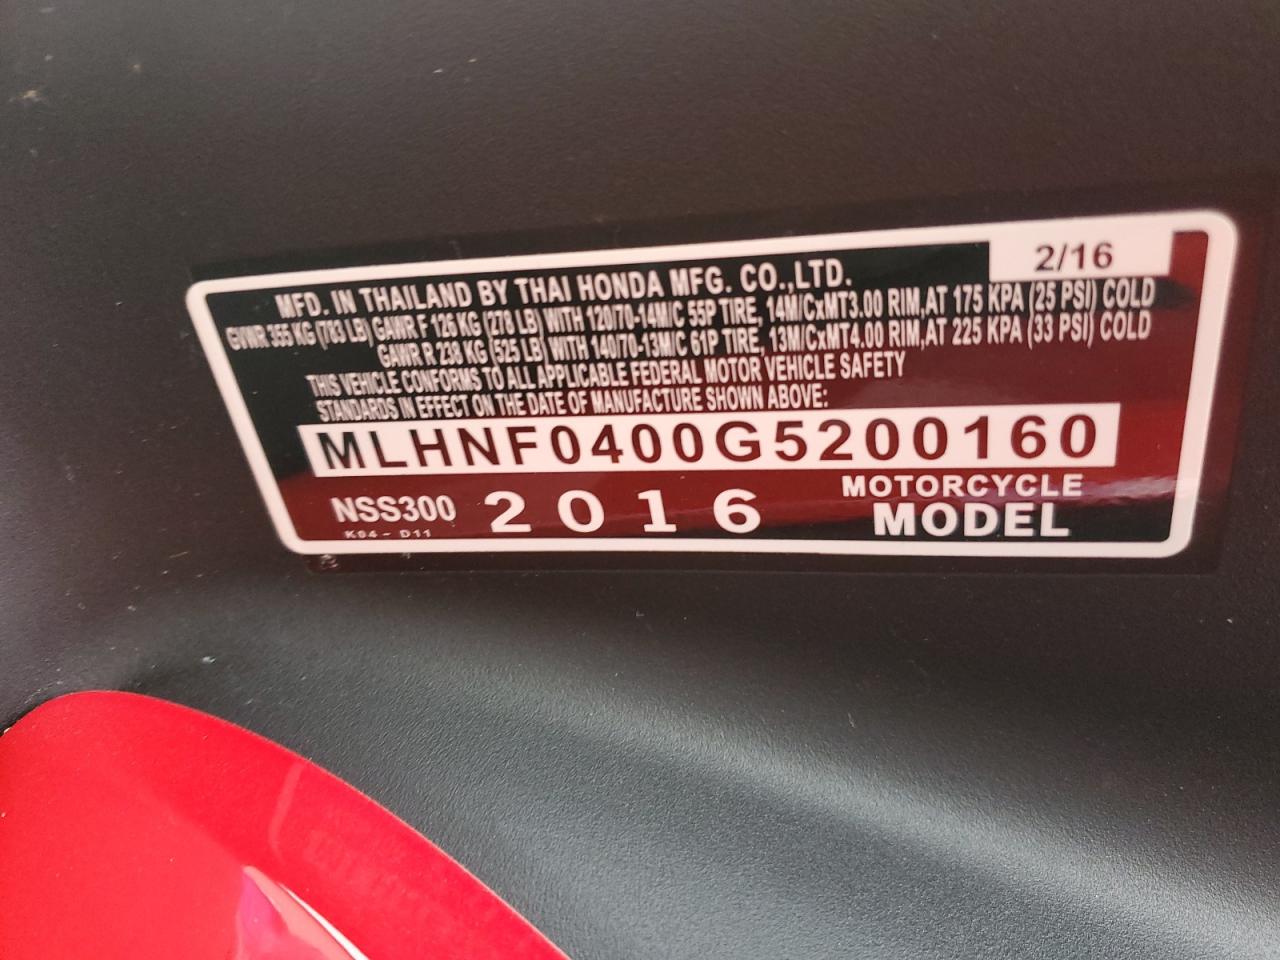 2/16
MFD. IN THAILAND BY THAI HONDA MFG. CO.,LTD.
GVWR 355 KG (783 LB) GAWR F 126 KG (278 LB) WITH 120/70-14M/C 55P TIRE, 14M/CxMT3.00 RIM,AT 175 KPA (25 PSI) COLD
GAWR R 238 KG (525 LB) WITH 140/70-13M/C 61P TIRE, 13M/CxMT4.00 RIM,AT 225 KPA (33 PSI) COLD
THIS VEHICLE CONFORMS TO ALL APPLICABLE FEDERAL MOTOR VEHICLE SAFETY
STANDARDS IN EFFECT ON THE DATE OF MANUFACTURE SHOWN ABOVE:
MLHNF0400G5200160
NSS300 2016 MOTORCYCLE
K04 - D11 MODEL